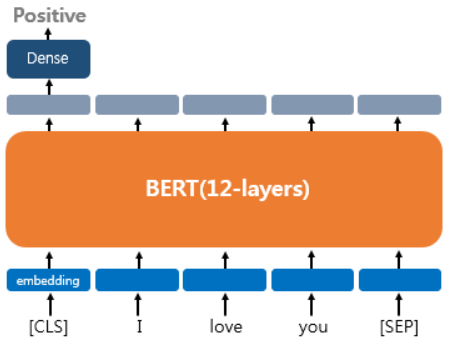 Positive
Dense
BERT(12-layers)
embedding
[CLS] I love you [SEP]